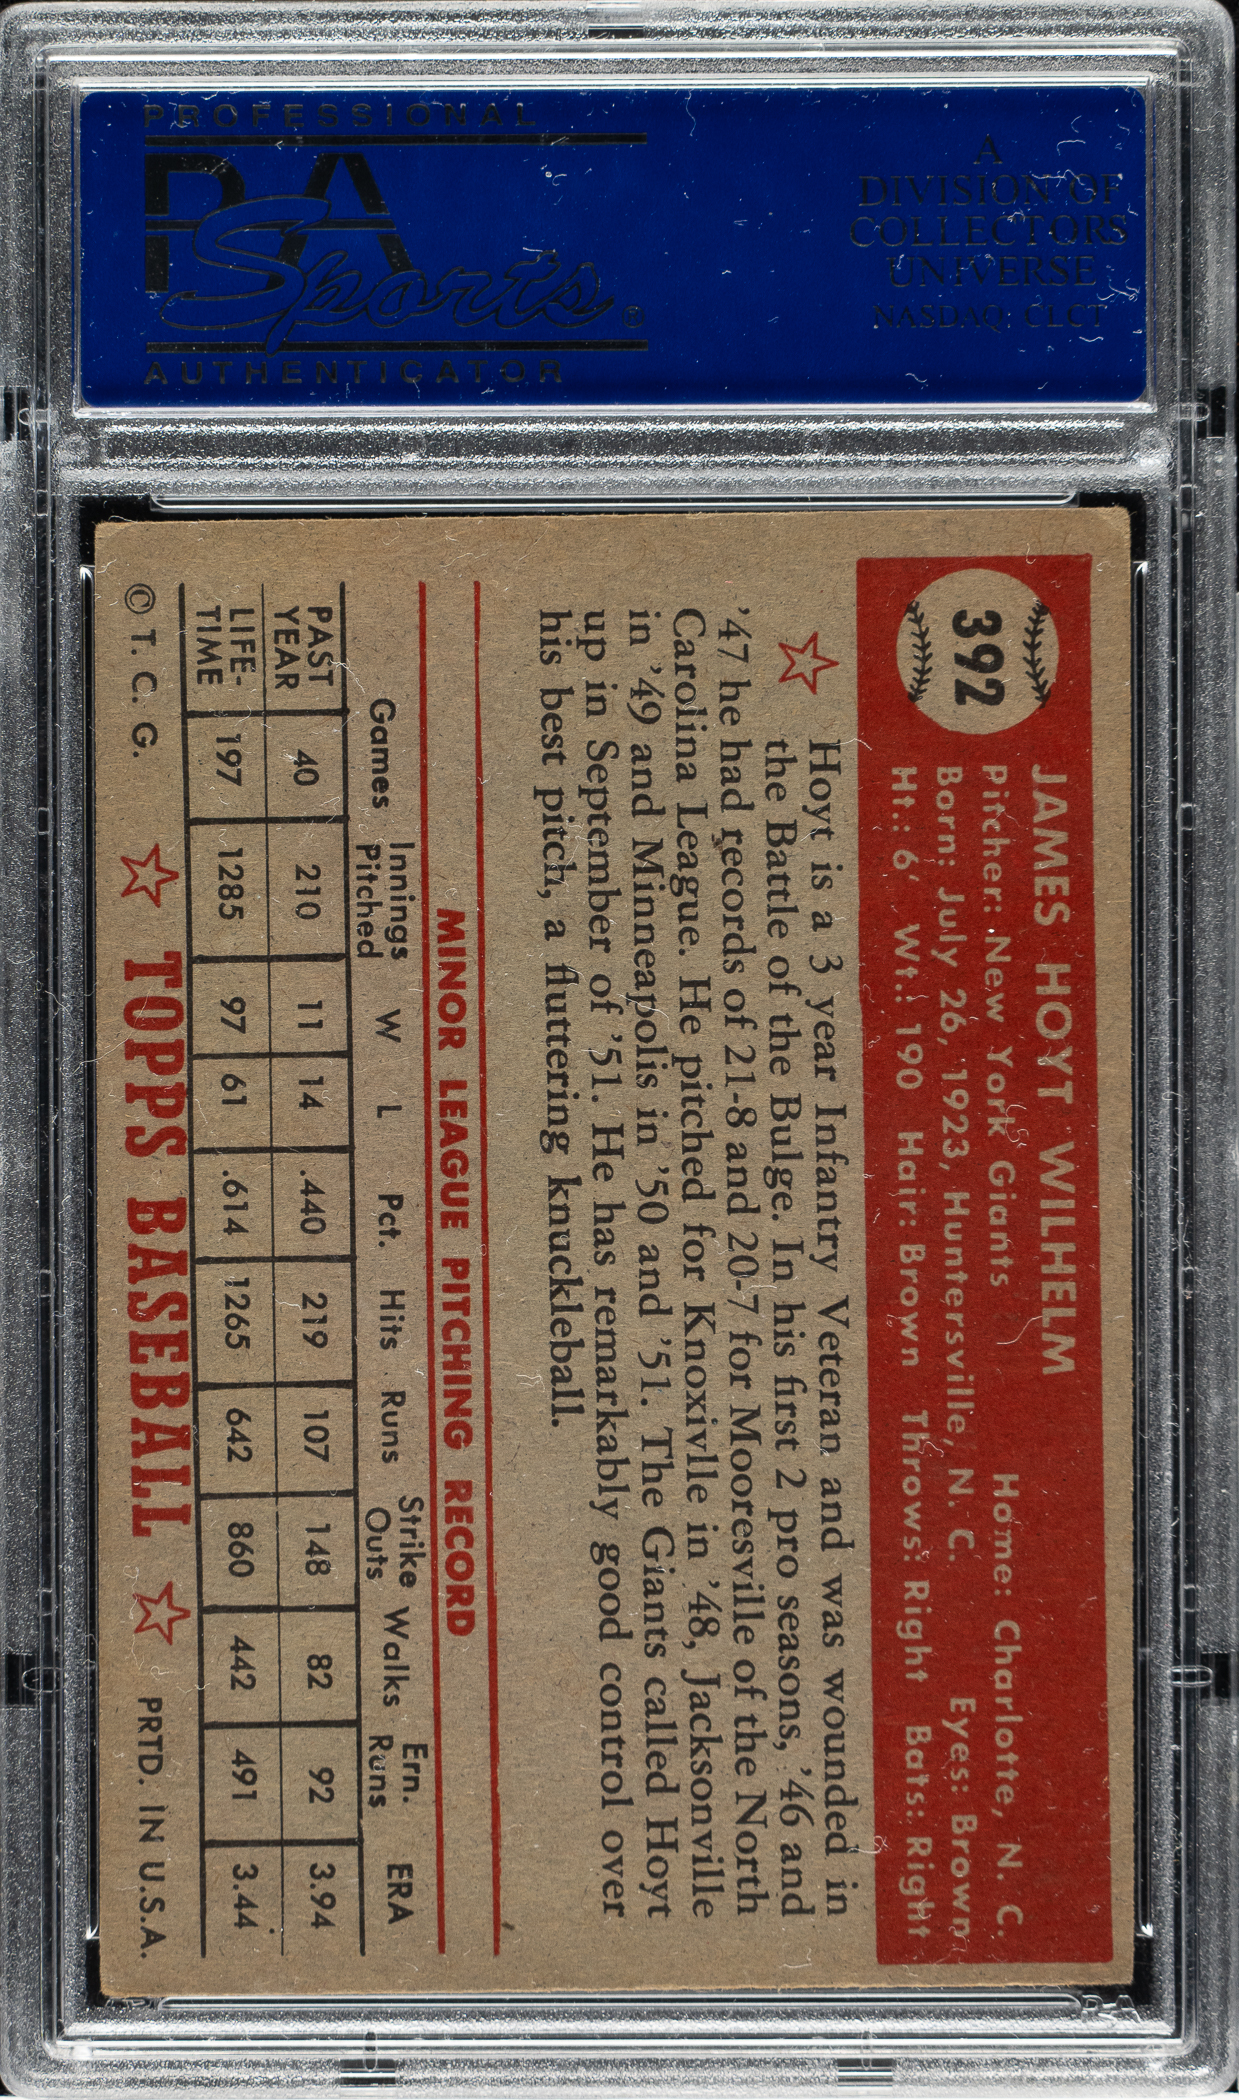 PROFESSIONAL
PSA
Sports®
AUTHENTICATOR
A
DIVISION OF
COLLECTORS
UNIVERSE
NASDAQ: CLCT
392
JAMES HOYT WILHELM
Pitcher: New York Giants Home: Charlotte, N. C.
Born: July 26, 1923, Huntersville, N. C. Eyes: Brown
Ht.: 6' Wt.: 190 Hair: Brown Throws: Right Bats: Right
Hoyt is a 3 year Infantry Veteran and was wounded in
the Battle of the Bulge. In his first 2 pro seasons, '46 and
'47 he had records of 21-8 and 20-7 for Mooresville of the North
Carolina League. He pitched for Knoxivlle in '48, Jacksonville
in '49 and Minneapolis in '50 and '51. The Giants called Hoyt
up in September of '51. He has remarkably good control over
his best pitch, a fluttering knuckleball.
MINOR LEAGUE PITCHING RECORD
Games Innings Pitched W L Pct. Hits Runs Strike Outs Walks Ern. Runs ERA
PAST YEAR 40 210 11 14 .440 219 107 148 82 92 3.94
LIFE-TIME 197 1285 97 61 .614 1265 642 860 442 491 3.44
© T. C. G. TOPPS BASEBALL PRTD. IN U.S.A.
PSA